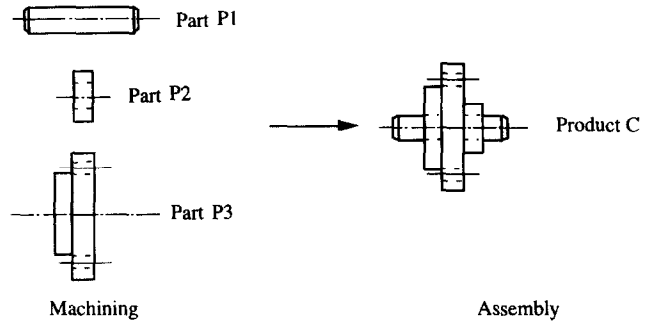 Part P1
Part P2
Product C
Part P3
Machining
Assembly